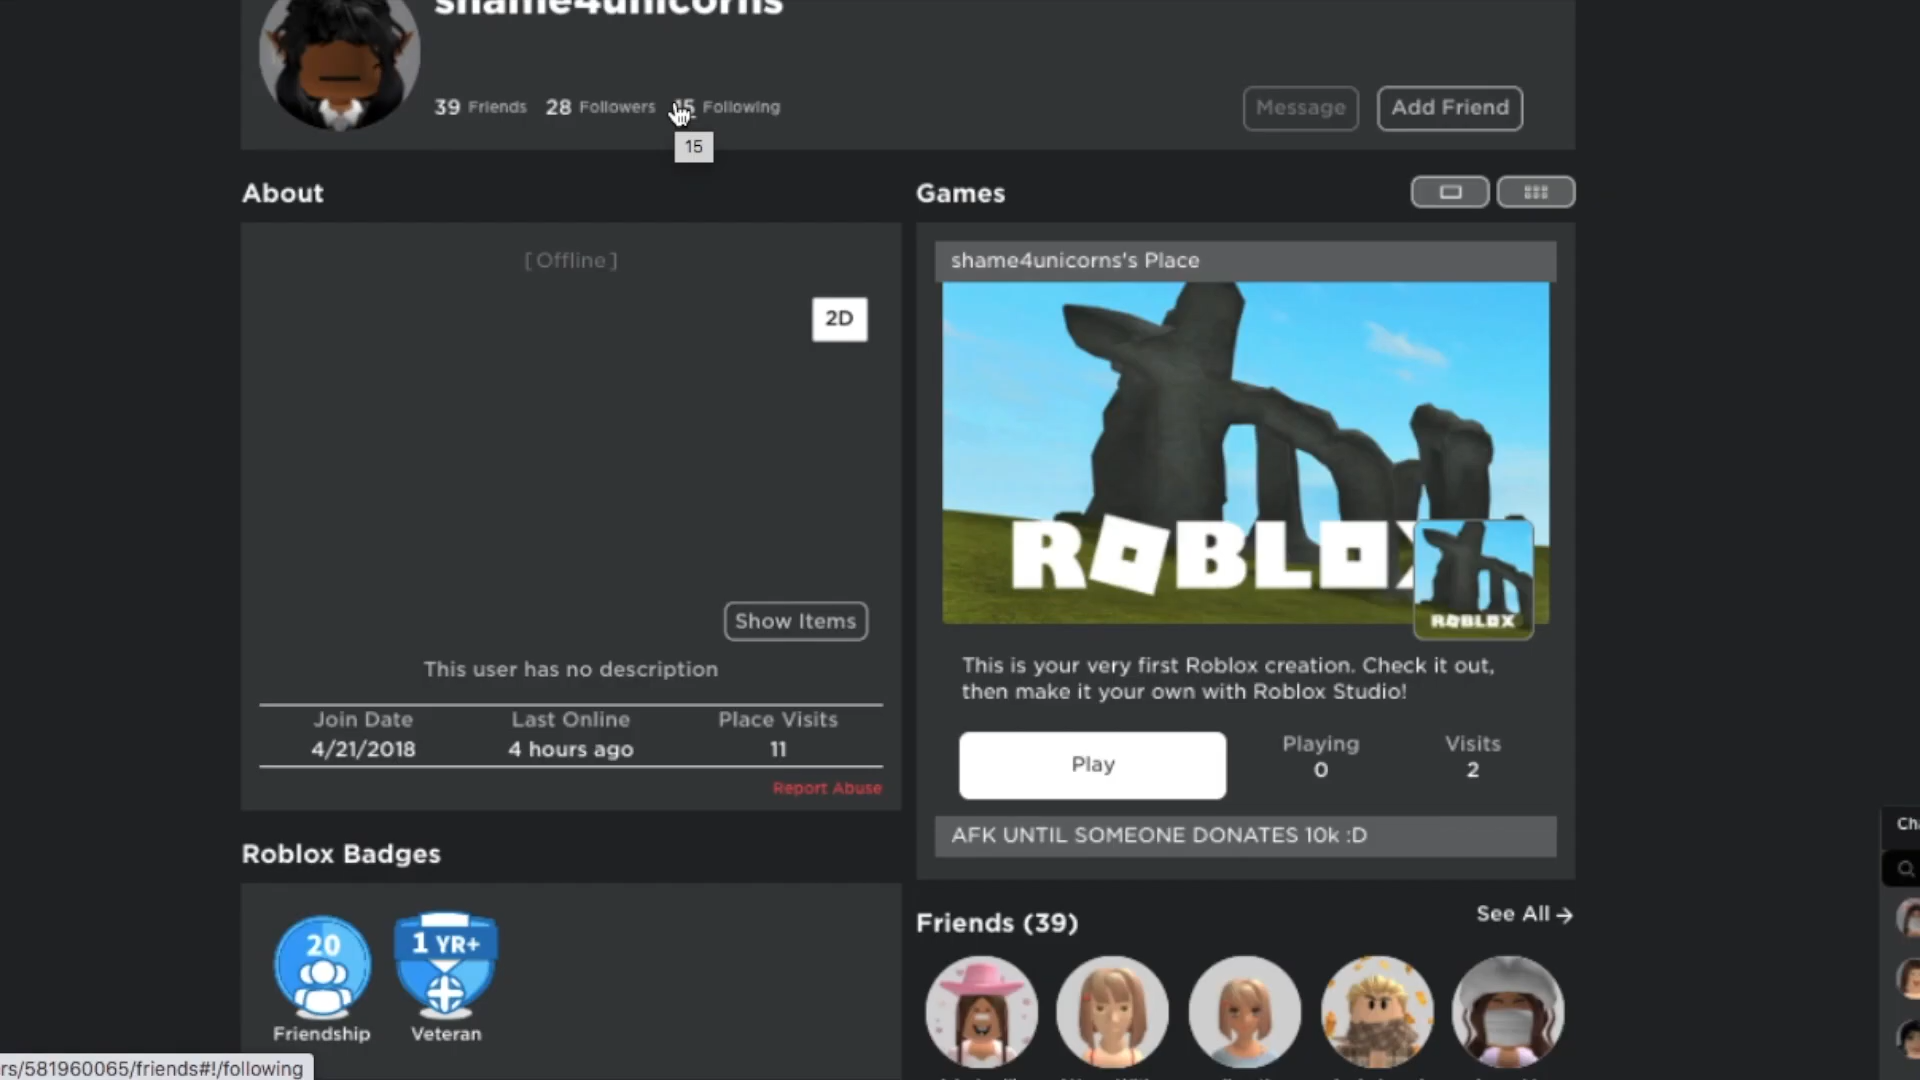 shame4unicorns
39 Friends 28 Followers 15 Following
Message
Add Friend
15
About
[Offline]
2D
Show Items
This user has no description
Join Date Last Online Place Visits
4/21/2018 4 hours ago 11
Report Abuse
Roblox Badges
20
1 YR+
Friendship Veteran
Games
shame4unicorns's Place
ROBLOX
ROBLOX
This is your very first Roblox creation. Check it out,
then make it your own with Roblox Studio!
Play
Playing Visits
0 2
AFK UNTIL SOMEONE DONATES 10k :D
Friends (39)
See All →
rs/581960065/friends#!/following